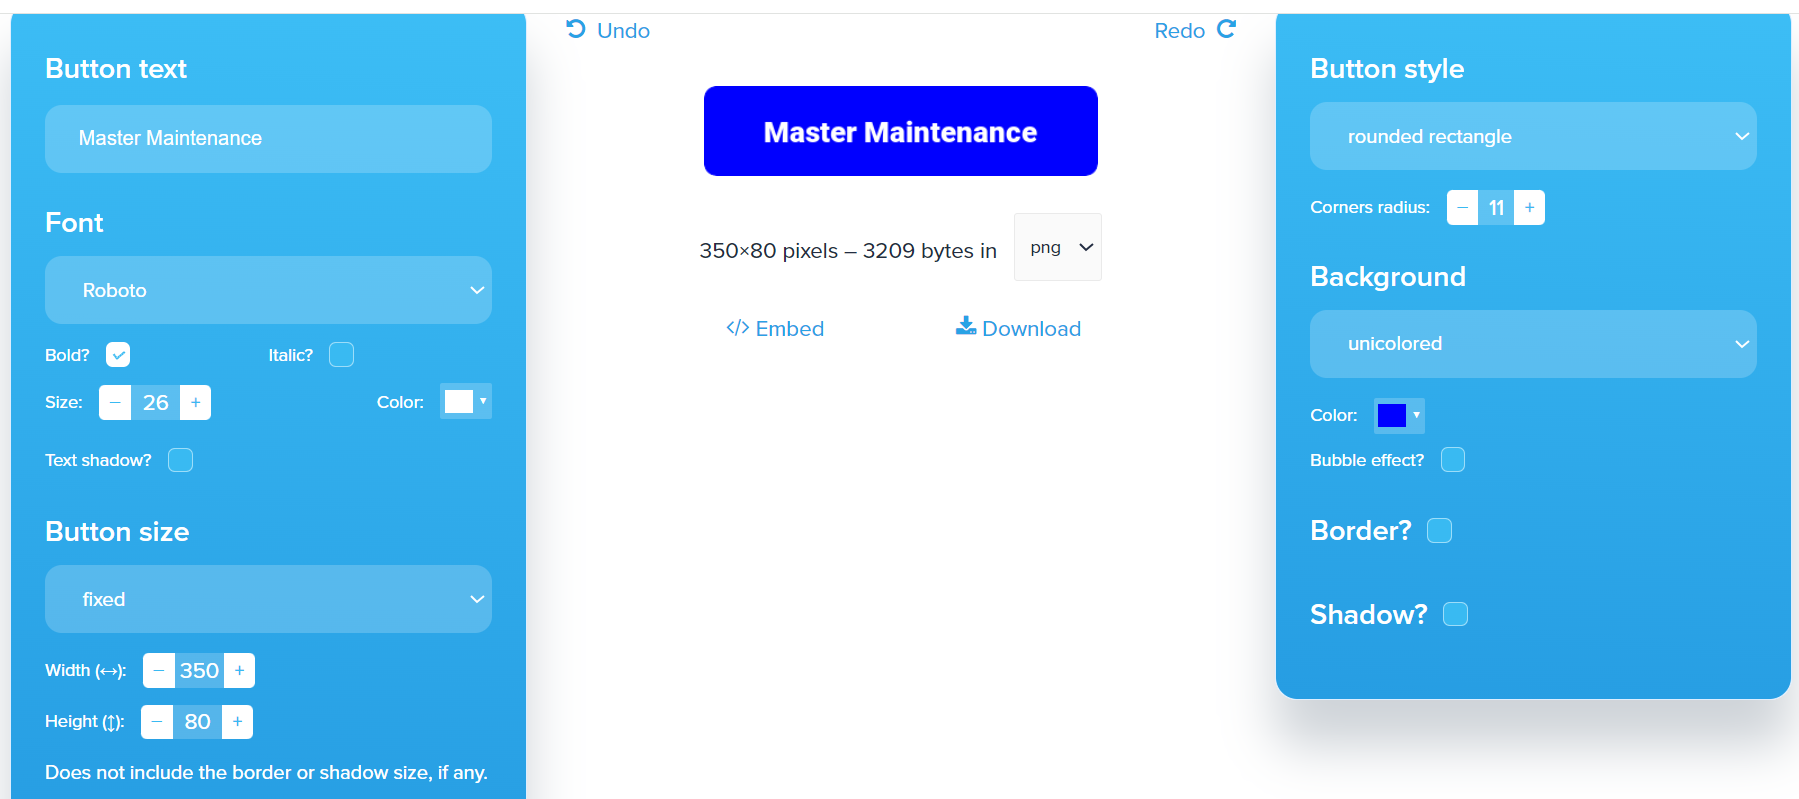 Button text
Master Maintenance
Font
Roboto
Bold?
Italic?
Size: – 26 +
Color:
Text shadow?
Button size
fixed
Width (↔): – 350 +
Height (↕): – 80 +
Does not include the border or shadow size, if any.
Undo
Redo
Master Maintenance
350×80 pixels – 3209 bytes in png
</> Embed
Download
Button style
rounded rectangle
Corners radius: – 11 +
Background
unicolored
Color:
Bubble effect?
Border?
Shadow?